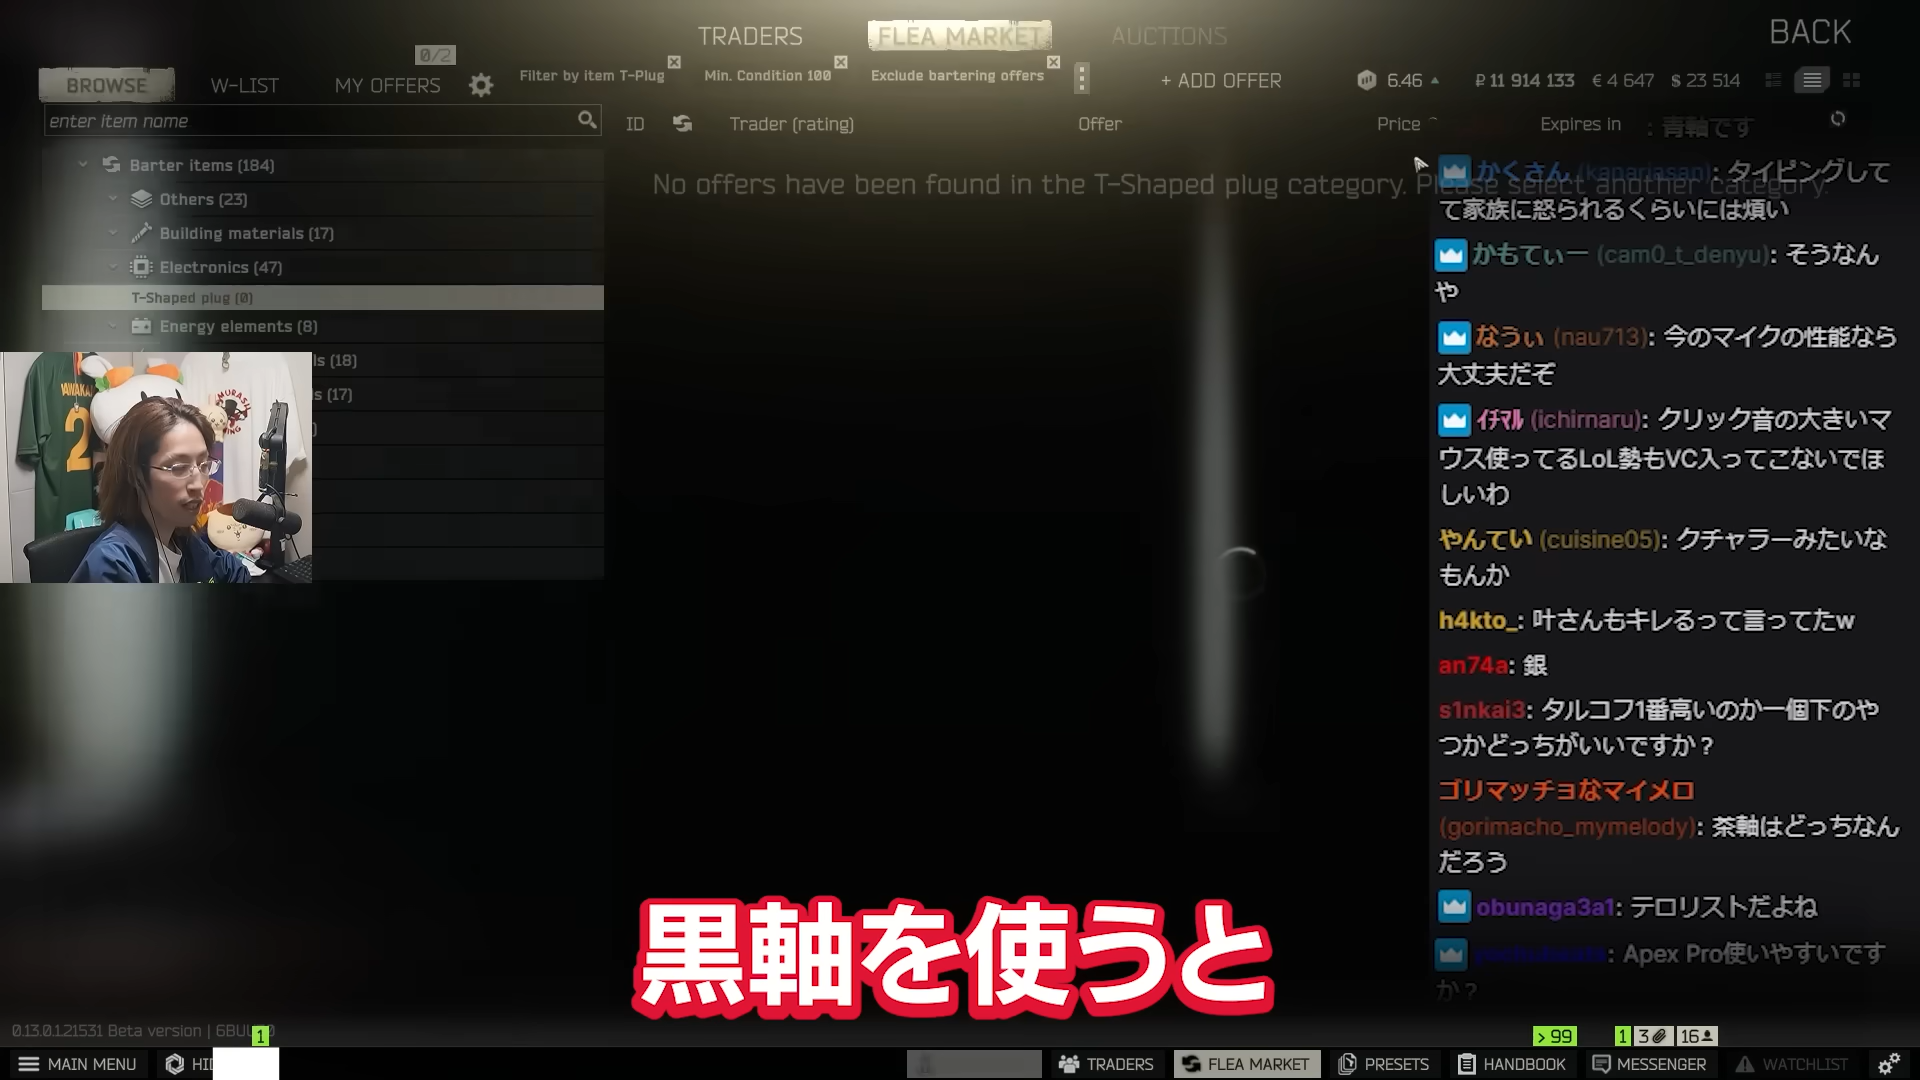 TRADERS
FLEA MARKET
AUCTIONS
BACK
0/2
BROWSE
W-LIST
MY OFFERS
Filter by item T-Plug
Min. Condition 100
Exclude bartering offers
+ ADD OFFER
6.46
₽ 11 914 133
€ 4 647
$ 23 514
enter item name
ID
Trader (rating)
Offer
Price
Expires in
: 青軸です
Barter items (184)
Others (23)
Building materials (17)
Electronics (47)
T-Shaped plug (0)
Energy elements (8)
ls (18)
ls (17)
No offers have been found in the T-Shaped plug category. Please select another category.
かくさん (kanariasan): タイピングして
て家族に怒られるくらいには煩い
かもてぃー (cam0_t_denyu): そうなん
や
なうぃ (nau713): 今のマイクの性能なら
大丈夫だぞ
ｲﾁﾏﾙ (ichirnaru): クリック音の大きいマ
ウス使ってるLoL勢もVC入ってこないでほ
しいわ
やんてい (cuisine05): クチャラーみたいな
もんか
h4kto_: 叶さんもキレるって言ってたw
an74a: 銀
s1nkai3: タルコフ1番高いのか一個下のや
つかどっちがいいですか？
ゴリマッチョなマイメロ
(gorimacho_mymelody): 茶軸はどっちなん
だろう
obunaga3a1: テロリストだよね
: Apex Pro使いやすいです
か？
黒軸を使うと
0.13.0.1.21531 Beta version |
1
> 99
1
3
16
MAIN MENU
HI
TRADERS
FLEA MARKET
PRESETS
HANDBOOK
MESSENGER
WATCHLIST